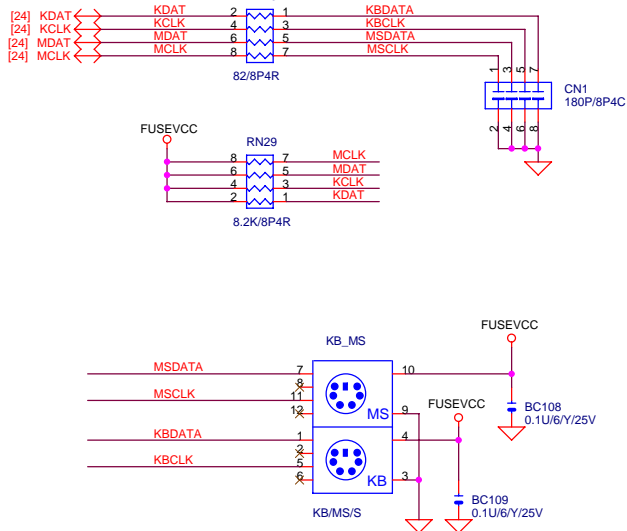 [24] KDAT KDAT 2 1 KBDATA
[24] KCLK KCLK 4 3 KBCLK
[24] MDAT MDAT 6 5 MSDATA
[24] MCLK MCLK 8 7 MSCLK
82/8P4R
1 3 5 7
CN1
180P/8P4C
2 4 6 8
FUSEVCC
RN29
8 7 MCLK
6 5 MDAT
4 3 KCLK
2 1 KDAT
8.2K/8P4R
FUSEVCC
KB_MS
MSDATA 7 10
8
MSCLK 11
12 MS 9
FUSEVCC
BC108
0.1U/6/Y/25V
KBDATA 1 4
2
KBCLK 5
6 KB 3
KB/MS/S
BC109
0.1U/6/Y/25V